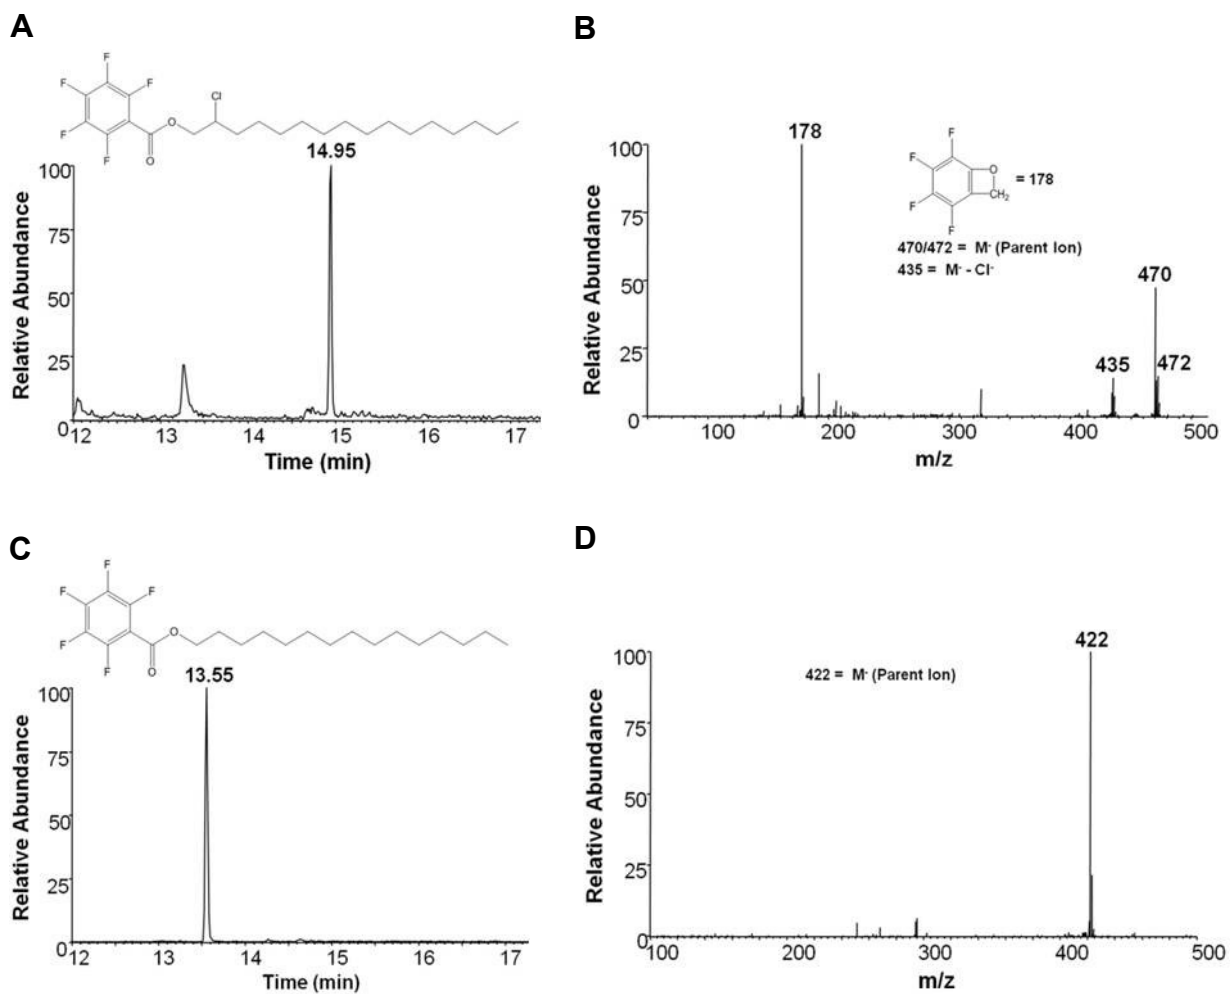 A
F
F
F
F
F
O
O
Cl
14.95
100
75
50
25
0
Relative Abundance
12 13 14 15 16 17
Time (min)
B
178
F
F
F
F
O
CH2
= 178
470/472 = M- (Parent Ion)
435 = M- - Cl-
470
472
435
100
75
50
25
0
Relative Abundance
100 200 300 400 500
m/z
C
F
F
F
F
F
O
O
13.55
100
75
50
25
0
Relative Abundance
12 13 14 15 16 17
Time (min)
D
422
422 = M- (Parent Ion)
100
75
50
25
0
Relative Abundance
100 200 300 400 500
m/z